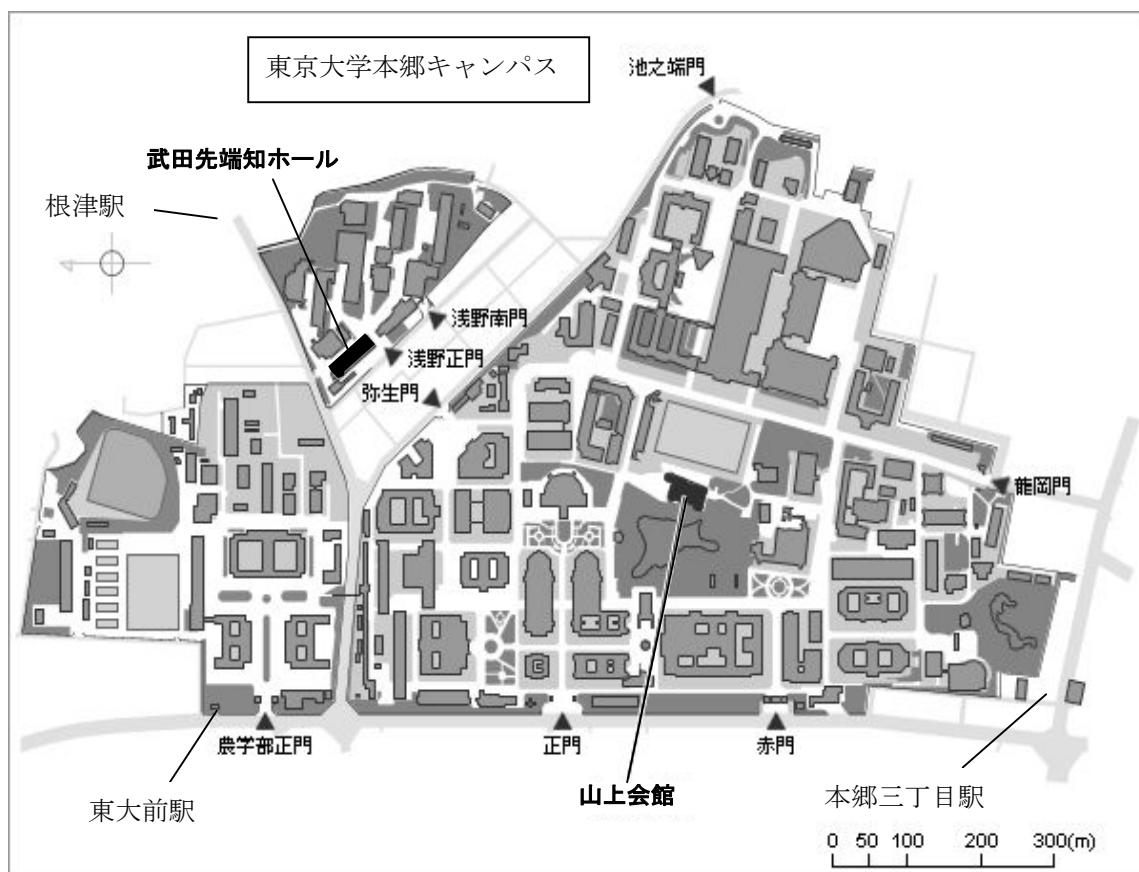 東京大学本郷キャンパス
池之端門
武田先端知ホール
根津駅
浅野南門
浅野正門
弥生門
龍岡門
農学部正門
正門
赤門
東大前駅
山上会館
本郷三丁目駅
0 50 100 200 300(m)